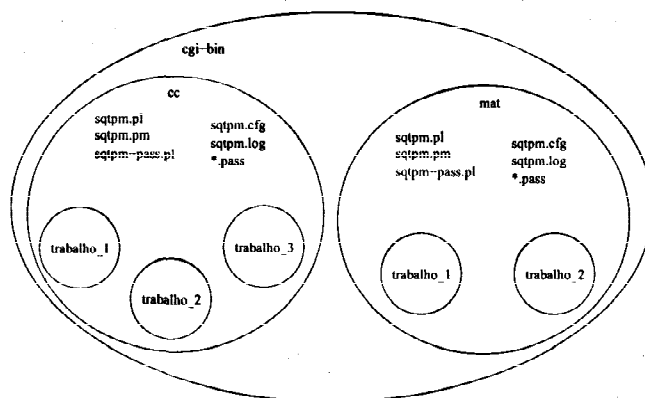 cgi-bin
cc
sqtpm.pl
sqtpm.pm
sqtpm-pass.pl
sqtpm.cfg
sqtpm.log
*.pass
trabalho_1
trabalho_2
trabalho_3
mat
sqtpm.pl
sqtpm.pm
sqtpm-pass.pl
sqtpm.cfg
sqtpm.log
*.pass
trabalho_1
trabalho_2